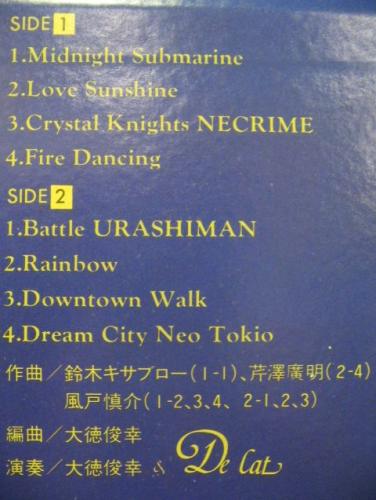 SIDE 1
1.Midnight Submarine
2.Love Sunshine
3.Crystal Knights NECRIME
4.Fire Dancing
SIDE 2
1.Battle URASHIMAN
2.Rainbow
3.Downtown Walk
4.Dream City Neo Tokio
作曲／鈴木キサブロー(1-1)、芹澤廣明(2-4)
風戸慎介(1-2、3、4、 2-1、2、3)
編曲／大徳俊幸
演奏／大徳俊幸 & De Lat